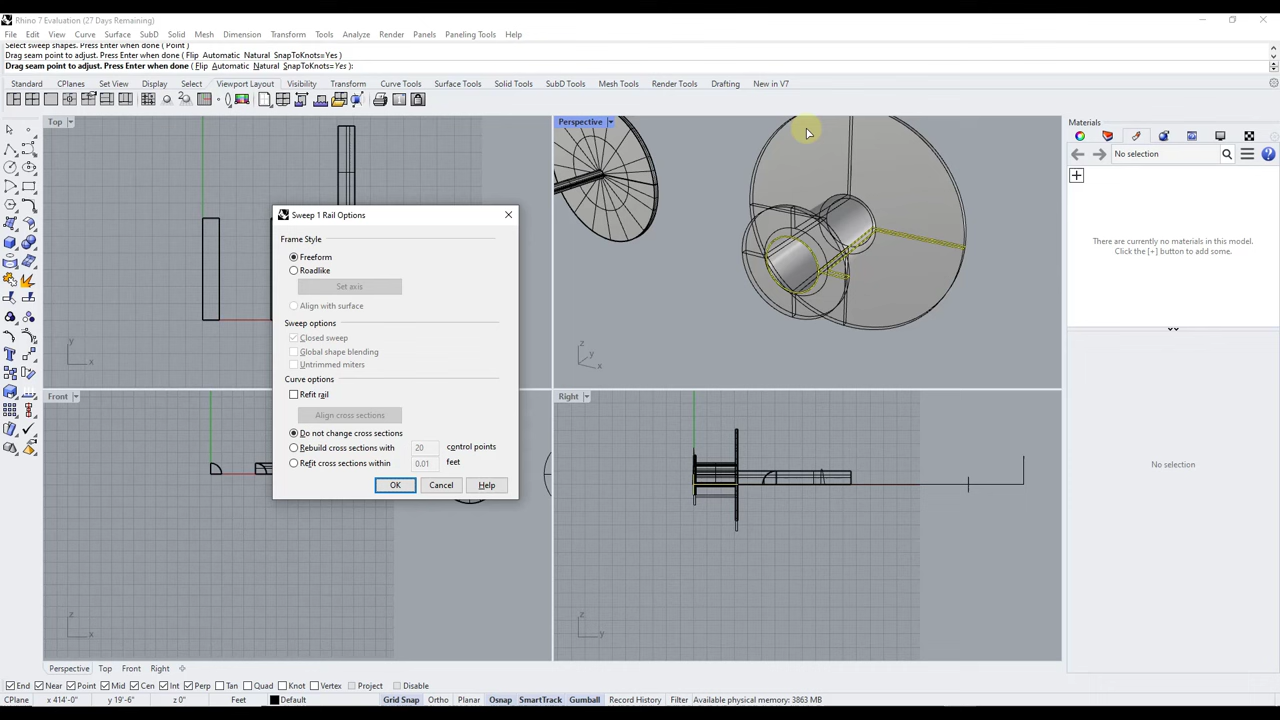 Rhino 7 Evaluation (27 Days Remaining)
File Edit View Curve Surface SubD Solid Mesh Dimension Transform Tools Analyze Render Panels Paneling Tools Help
Select sweep shapes. Press Enter when done ( Point )
Drag seam point to adjust. Press Enter when done ( Flip Automatic Natural SnapToKnots=Yes )
Drag seam point to adjust. Press Enter when done ( Flip Automatic Natural SnapToKnots=Yes ):
Standard CPlanes Set View Display Select Viewport Layout Visibility Transform Curve Tools Surface Tools Solid Tools SubD Tools Mesh Tools Render Tools Drafting New in V7
Top
Perspective
Materials
No selection
There are currently no materials in this model.
Click the [+] button to add some.
No selection
Sweep 1 Rail Options
Frame Style
Freeform
Roadlike
Set axis
Align with surface
Sweep options
Closed sweep
Global shape blending
Untrimmed miters
Curve options
Refit rail
Align cross sections
Do not change cross sections
Rebuild cross sections with 20 control points
Refit cross sections within 0.01 feet
OK Cancel Help
y
x
z
y
x
Front
Right
z
x
z
y
Perspective Top Front Right
End Near Point Mid Cen Int Perp Tan Quad Knot Vertex Project Disable
CPlane x 414'-0" y 19'-6" z 0" Feet Default Grid Snap Ortho Planar Osnap SmartTrack Gumball Record History Filter Available physical memory: 3863 MB